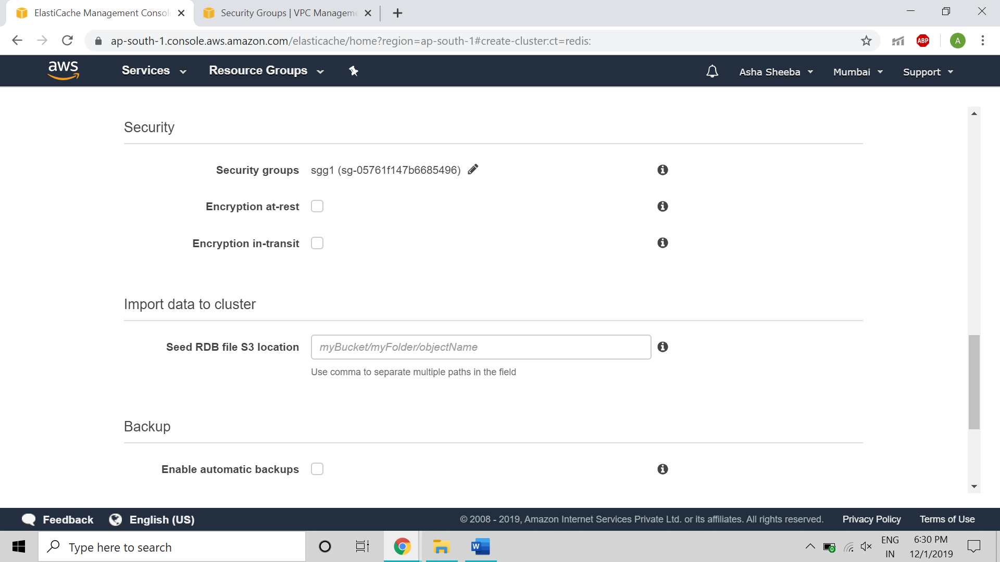 ElastiCache Management Consol
Security Groups | VPC Managem
ap-south-1.console.aws.amazon.com/elasticache/home?region=ap-south-1#create-cluster:ct=redis:
ABP
A
aws
Services
Resource Groups
Asha Sheeba
Mumbai
Support
Security
Security groups sgg1 (sg-05761f147b6685496)
Encryption at-rest
Encryption in-transit
Import data to cluster
Seed RDB file S3 location myBucket/myFolder/objectName
Use comma to separate multiple paths in the field
Backup
Enable automatic backups
Feedback
English (US)
© 2008 - 2019, Amazon Internet Services Private Ltd. or its affiliates. All rights reserved.
Privacy Policy
Terms of Use
Type here to search
W
ENG
IN
6:30 PM
12/1/2019